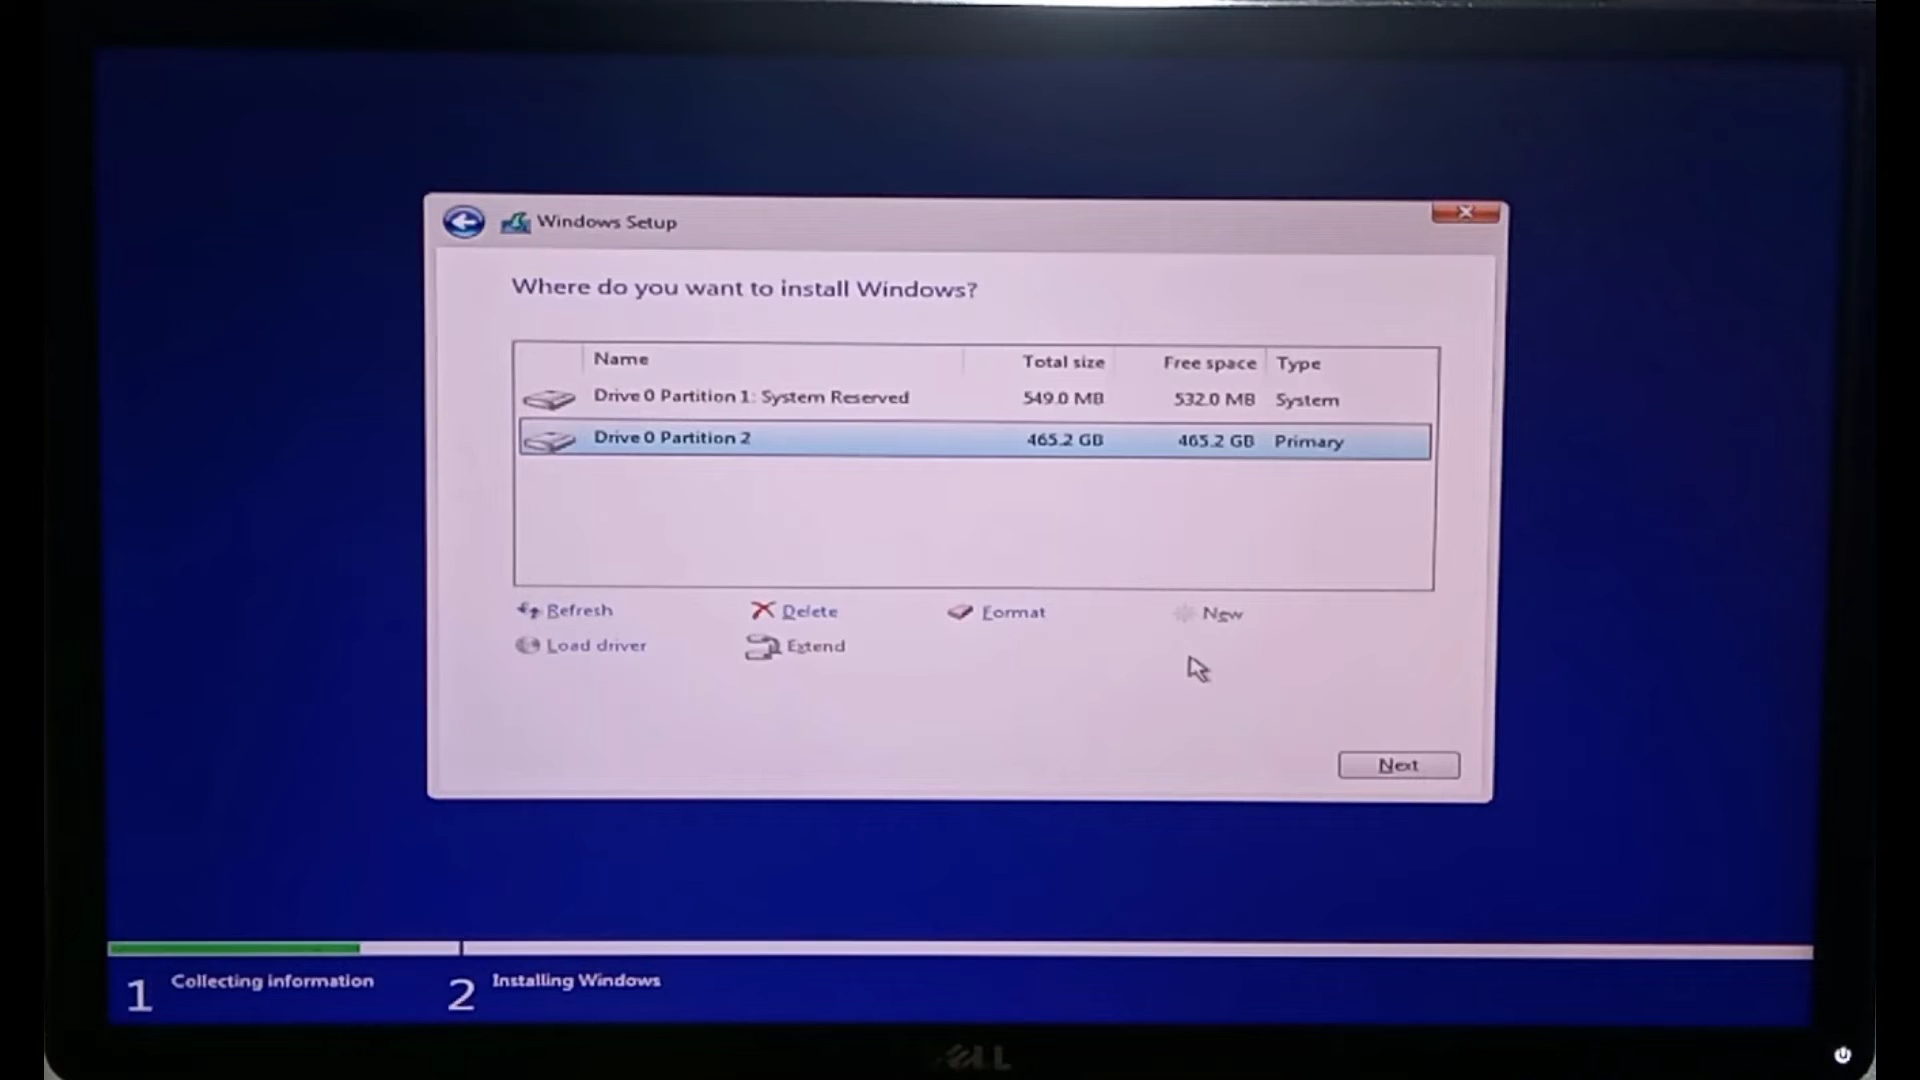 Windows Setup
Where do you want to install Windows?
Name Total size Free space Type
Drive 0 Partition 1: System Reserved 549.0 MB 532.0 MB System
Drive 0 Partition 2 465.2 GB 465.2 GB Primary
Refresh Delete Format New
Load driver Extend
Next
1 Collecting information 2 Installing Windows
DELL